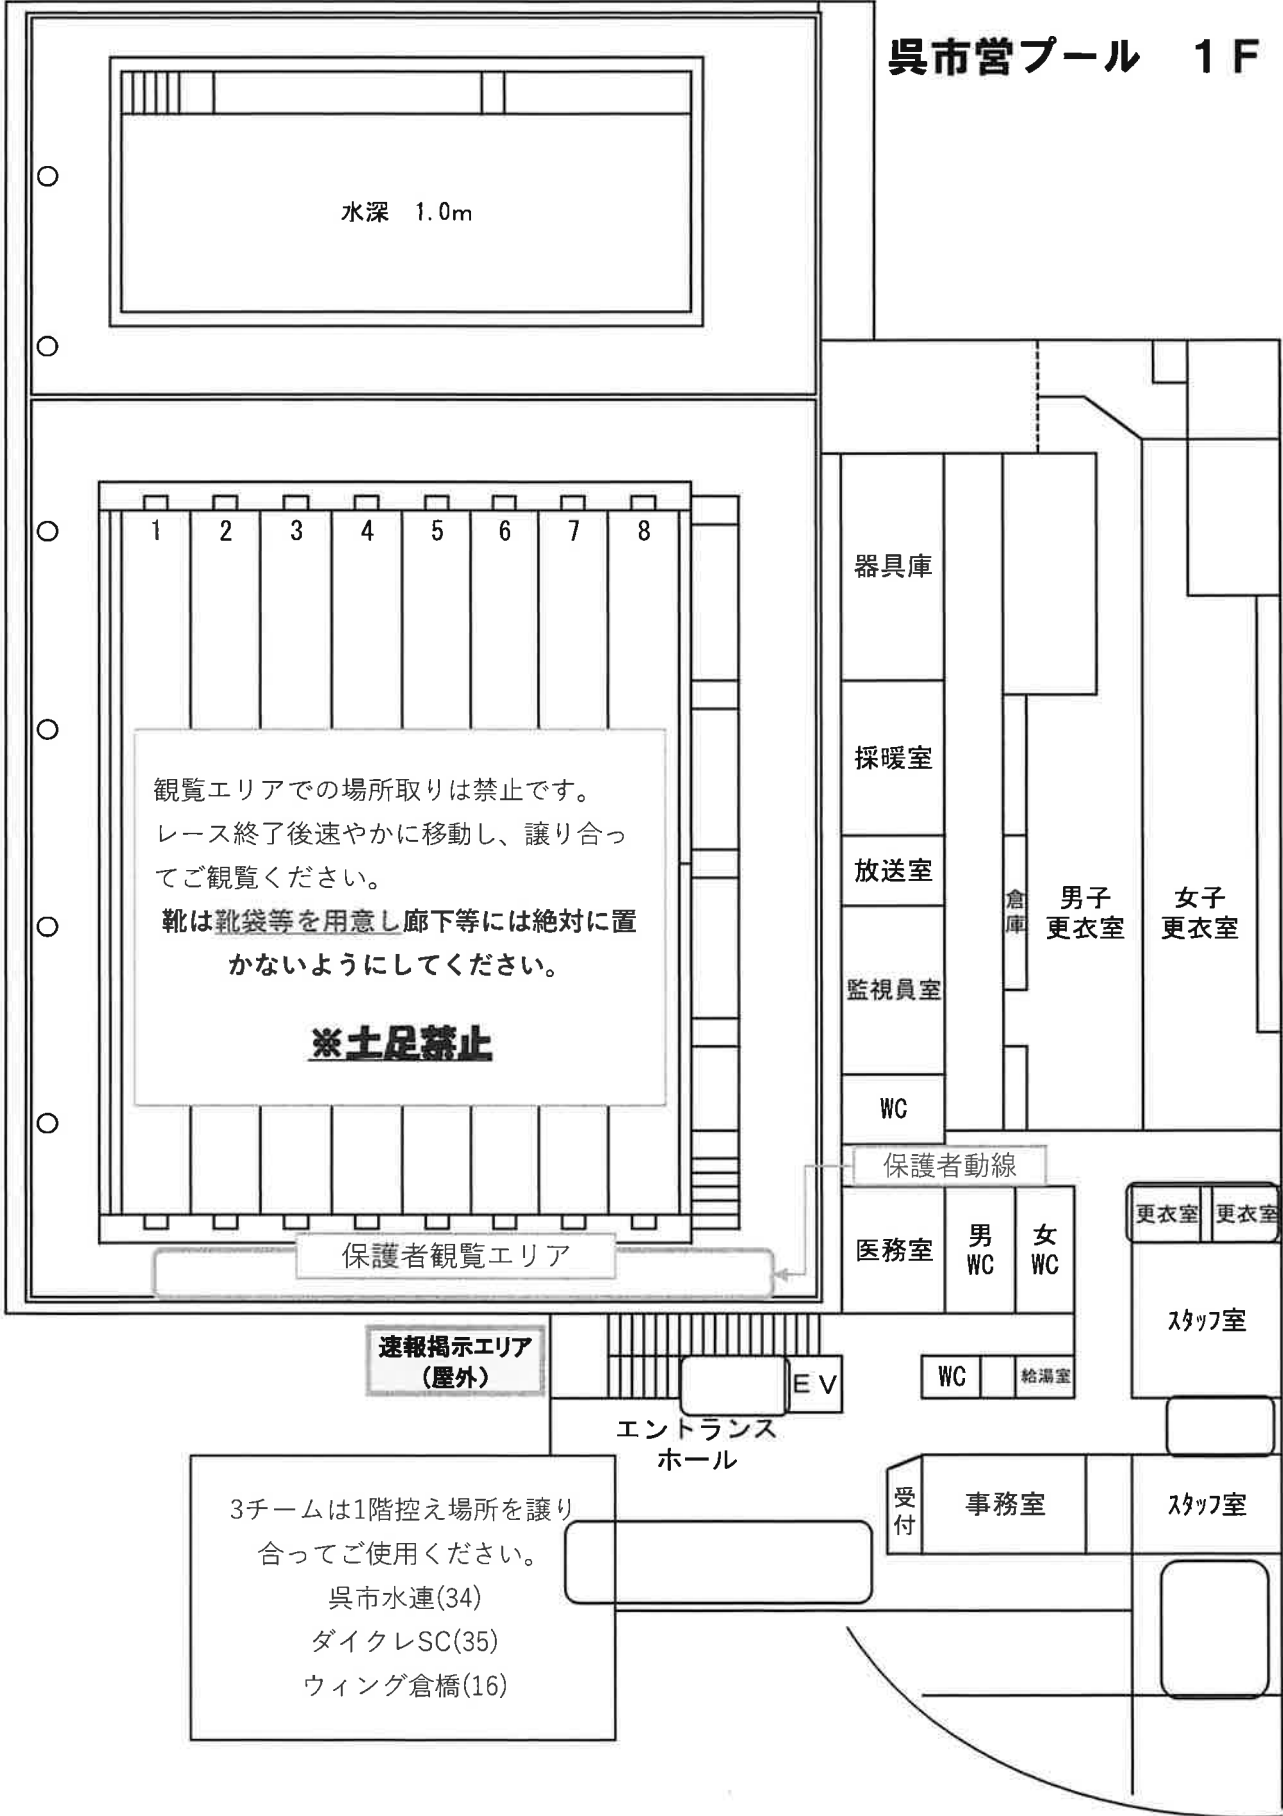 呉市営プール　１Ｆ
水深　1.0m
1 2 3 4 5 6 7 8
観覧エリアでの場所取りは禁止です。
レース終了後速やかに移動し、譲り合っ
てご観覧ください。
靴は靴袋等を用意し廊下等には絶対に置
かないようにしてください。
※土足禁止
器具庫
採暖室
放送室
監視員室
WC
倉庫
男子
更衣室
女子
更衣室
保護者動線
保護者観覧エリア
医務室
男
WC
女
WC
更衣室
更衣室
スタッフ室
速報掲示エリア
（屋外）
ＥＶ
WC
給湯室
エントランス
ホール
受付
事務室
スタッフ室
3チームは1階控え場所を譲り
合ってご使用ください。
呉市水連(34)
ダイクレSC(35)
ウィング倉橋(16)